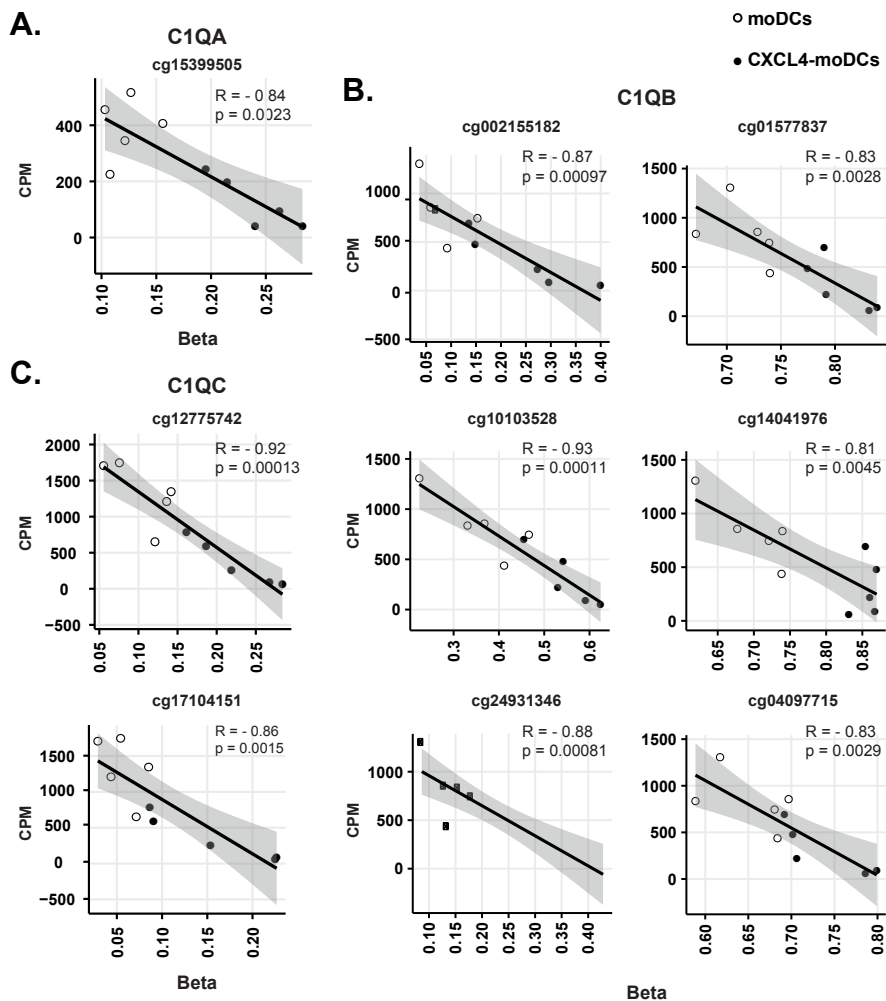 A.
C1QA
cg15399505
R = - 0.84
p = 0.0023
400
200
0
CPM
0.10
0.15
0.20
0.25
Beta
moDCs
CXCL4-moDCs
B.
C1QB
cg002155182
R = - 0.87
p = 0.00097
1000
500
0
−500
CPM
0.05
0.10
0.15
0.20
0.25
0.30
0.35
0.40
cg01577837
R = - 0.83
p = 0.0028
1500
1000
500
0
0.70
0.75
0.80
C.
C1QC
cg12775742
R = - 0.92
p = 0.00013
2000
1500
1000
500
0
−500
CPM
0.05
0.10
0.15
0.20
0.25
cg10103528
R = - 0.93
p = 0.00011
1500
1000
500
0
CPM
0.3
0.4
0.5
0.6
cg14041976
R = - 0.81
p = 0.0045
1500
1000
500
0
0.65
0.70
0.75
0.80
0.85
cg17104151
R = - 0.86
p = 0.0015
1500
1000
500
0
−500
CPM
0.05
0.10
0.15
0.20
Beta
cg24931346
R = - 0.88
p = 0.00081
1000
500
0
CPM
0.10
0.15
0.20
0.25
0.30
0.35
0.40
cg04097715
R = - 0.83
p = 0.0029
1500
1000
500
0
0.60
0.65
0.70
0.75
0.80
Beta